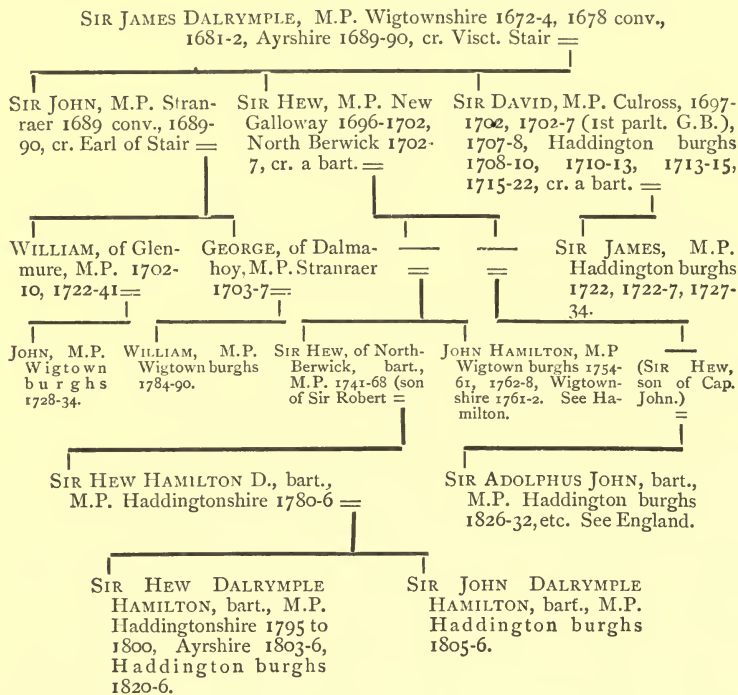 SIR JAMES DALRYMPLE, M.P. Wigtownshire 1672-4, 1678 conv.,
1681-2, Ayrshire 1689-90, cr. Visct. Stair =
SIR JOHN, M.P. Stran-
raer 1689 conv., 1689-
90, cr. Earl of Stair =
SIR HEW, M.P. New
Galloway 1696-1702,
North Berwick 1702-
7, cr. a bart. =
SIR DAVID, M.P. Culross, 1697-
1702, 1702-7 (1st parlt. G.B.),
1707-8, Haddington burghs
1708-10, 1710-13, 1713-15,
1715-22, cr. a bart. =
WILLIAM, of Glen-
mure, M.P. 1702-
10, 1722-41=
GEORGE, of Dalma-
hoy, M.P. Stranraer
1703-7=
—
=
—
=
SIR JAMES, M.P.
Haddington burghs
1722, 1722-7, 1727-
34.
JOHN, M.P.
Wigtown
burghs
1728-34.
WILLIAM, M.P.
Wigtown burghs
1784-90.
SIR HEW, of North-
Berwick, bart.,
M.P. 1741-68 (son
of Sir Robert =
JOHN HAMILTON, M.P
Wigtown burghs 1754-
61, 1762-8, Wigtown-
shire 1761-2. See Ha-
milton.
—
(SIR HEW,
son of Cap.
John.)
=
SIR HEW HAMILTON D., bart.,
M.P. Haddingtonshire 1780-6 =
SIR ADOLPHUS JOHN, bart.,
M.P. Haddington burghs
1826-32, etc. See England.
SIR HEW DALRYMPLE
HAMILTON, bart., M.P.
Haddingtonshire 1795 to
1800, Ayrshire 1803-6,
Haddington burghs
1820-6.
SIR JOHN DALRYMPLE
HAMILTON, bart., M.P.
Haddington burghs
1805-6.